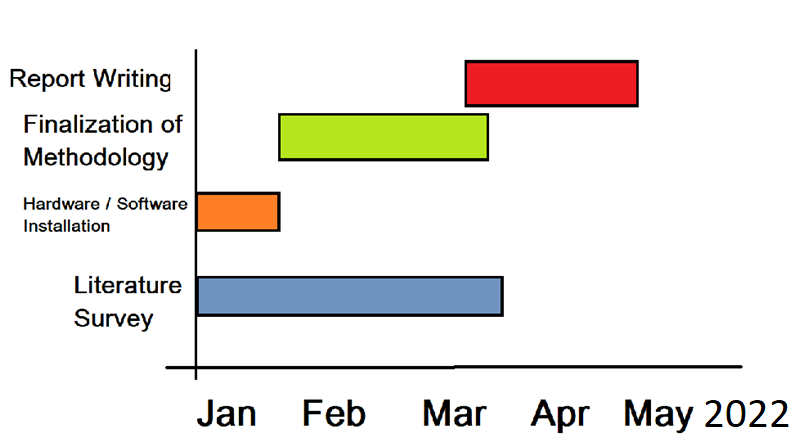 Report Writing
Finalization of
Methodology
Hardware / Software
Installation
Literature
Survey
Jan Feb Mar Apr May 2022